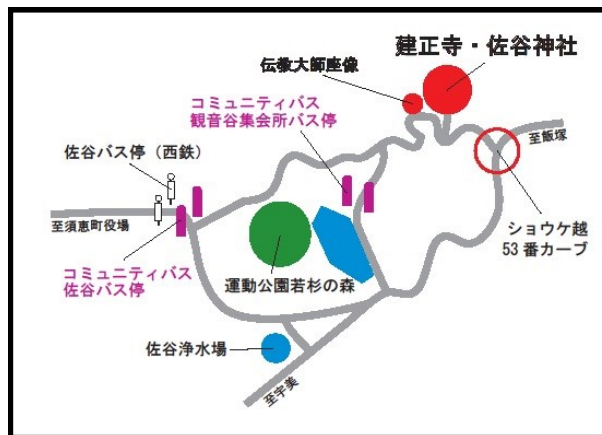 建正寺・佐谷神社
伝教大師座像
コミュニティバス
観音谷集会所バス停
至飯塚
佐谷バス停（西鉄）
至須恵町役場
ショウケ越
53番カーブ
コミュニティバス
佐谷バス停
運動公園若杉の森
佐谷浄水場
至宇美